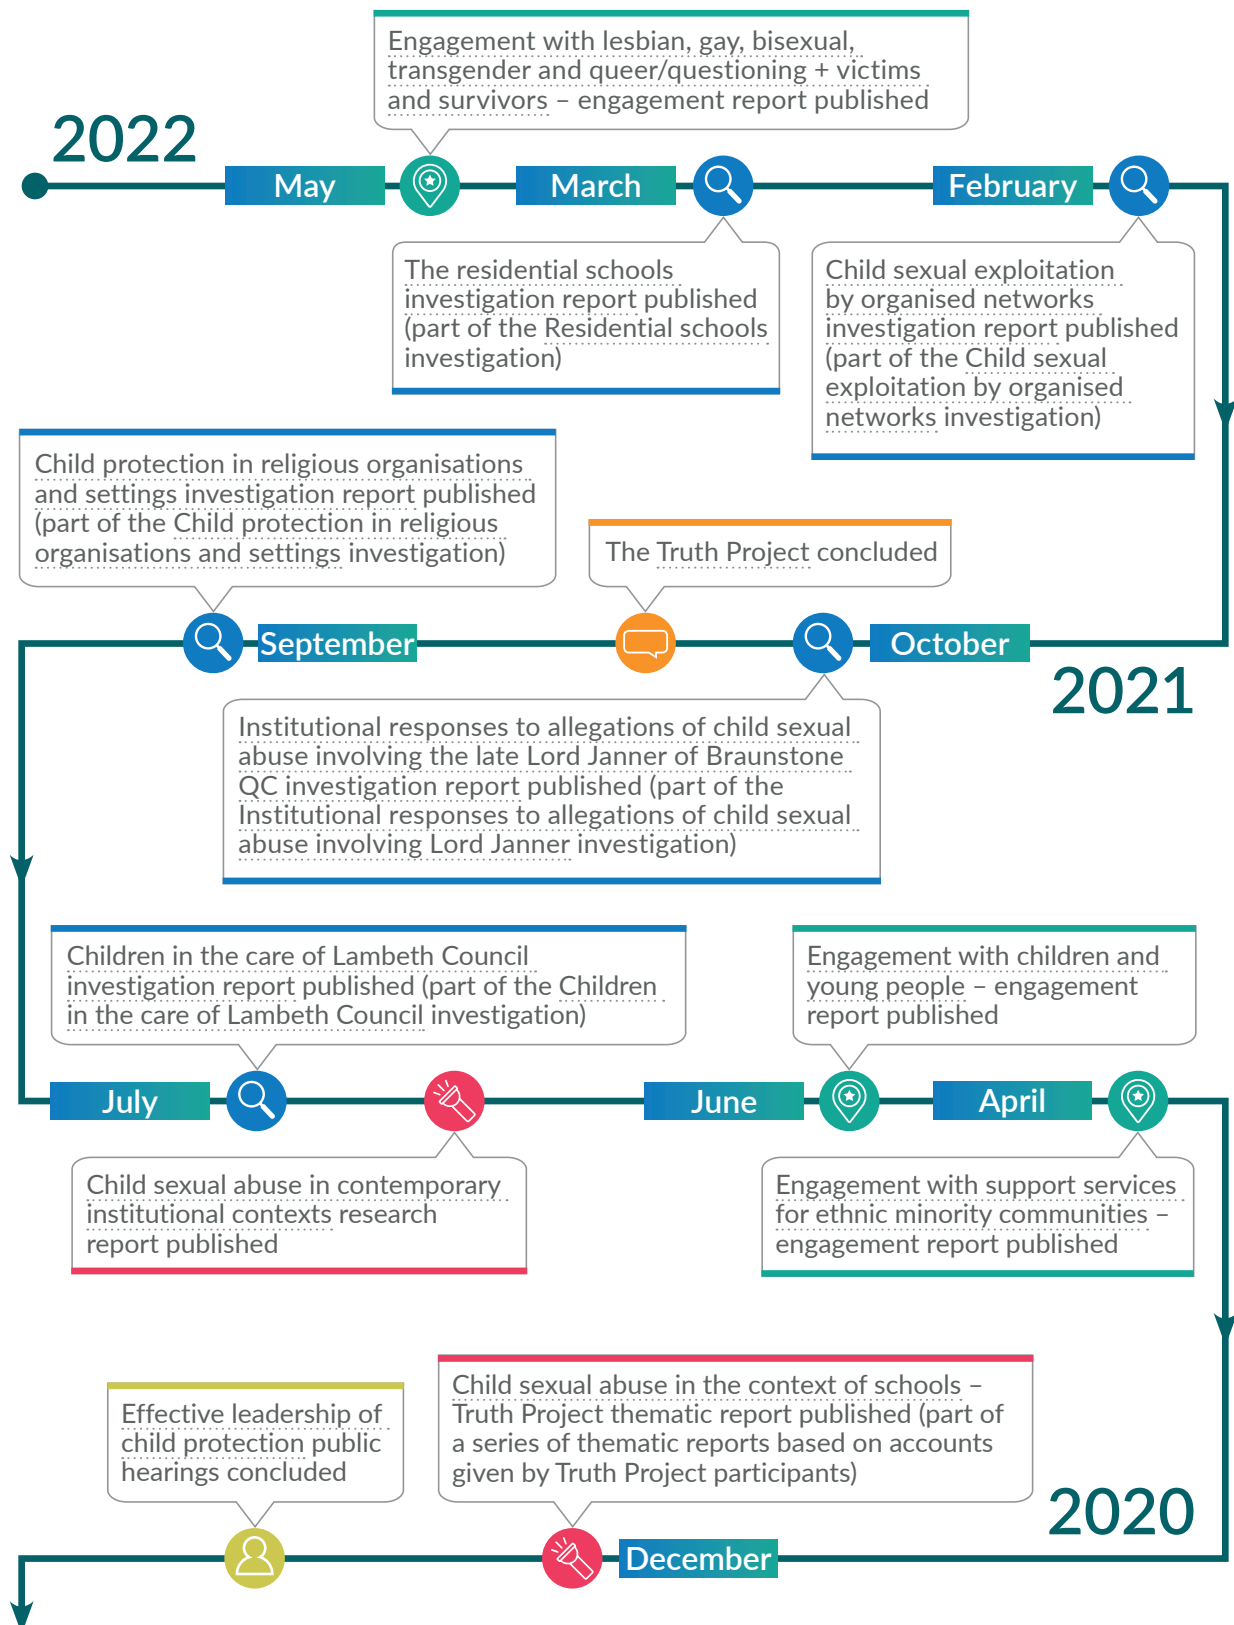 Engagement with lesbian, gay, bisexual,
transgender and queer/questioning + victims
and survivors – engagement report published
2022
May
March
February
The residential schools
investigation report published
(part of the Residential schools
investigation)
Child sexual exploitation
by organised networks
investigation report published
(part of the Child sexual
exploitation by organised
networks investigation)
Child protection in religious organisations
and settings investigation report published
(part of the Child protection in religious
organisations and settings investigation)
The Truth Project concluded
September
October
2021
Institutional responses to allegations of child sexual
abuse involving the late Lord Janner of Braunstone
QC investigation report published (part of the
Institutional responses to allegations of child sexual
abuse involving Lord Janner investigation)
Children in the care of Lambeth Council
investigation report published (part of the Children
in the care of Lambeth Council investigation)
Engagement with children and
young people – engagement
report published
July
June
April
Child sexual abuse in contemporary
institutional contexts research
report published
Engagement with support services
for ethnic minority communities –
engagement report published
Effective leadership of
child protection public
hearings concluded
Child sexual abuse in the context of schools –
Truth Project thematic report published (part of
a series of thematic reports based on accounts
given by Truth Project participants)
2020
December